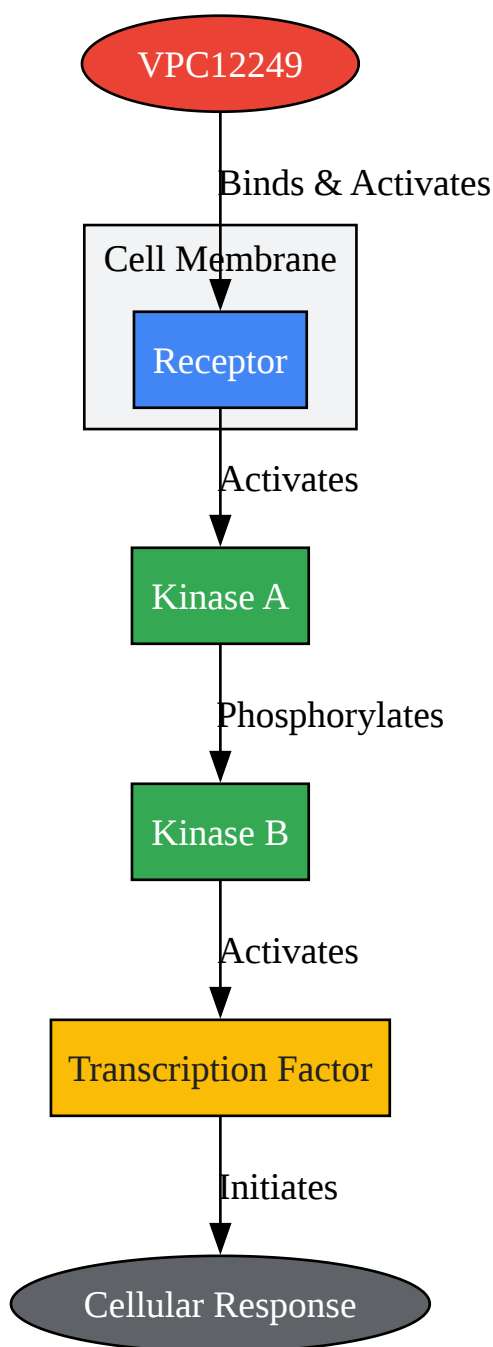 VPC12249
Binds & Activates
Cell Membrane
Receptor
Activates
Kinase A
Phosphorylates
Kinase B
Activates
Transcription Factor
Initiates
Cellular Response